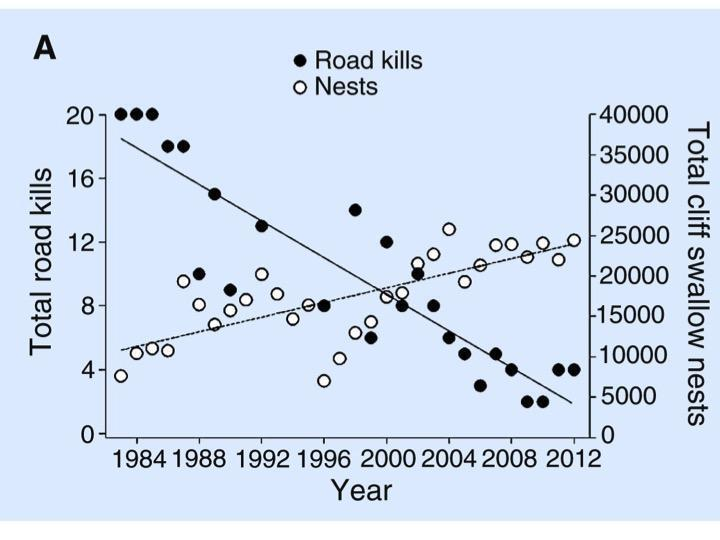 A
Road kills
Nests
20
16
12
8
4
0
Total road kills
40000
35000
30000
25000
20000
15000
10000
5000
0
Total cliff swallow nests
1984 1988 1992 1996 2000 2004 2008 2012
Year